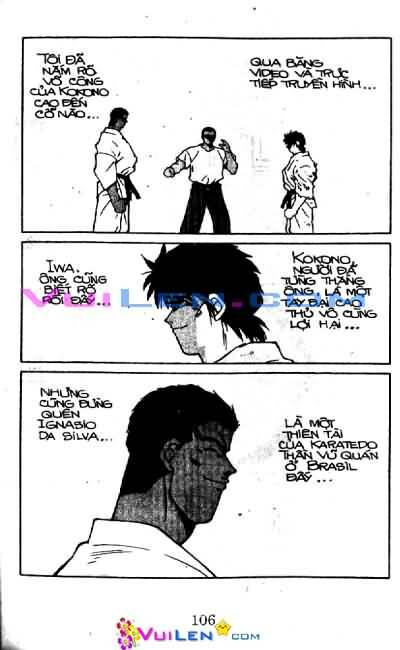 TÔI ĐÃ
NẮM RÕ
VÕ CÔNG
CỦA KOKONO
CAO ĐẾN
CỠ NÀO...
QUA BĂNG
VIDEO VÀ TRỰC
TIẾP TRUYỀN HÌNH...
IWA.
ÔNG CŨNG
BIẾT RÕ
RỒI ĐẤY...
KOKONO,
NGƯỜI ĐÃ
TỪNG THẮNG
ÔNG, LÀ MỘT
TAY ĐẠI CAO
THỦ VÔ CÙNG
LỢI HẠI...
VUILEN.COM
NHƯNG
CŨNG ĐỪNG
QUÊN
IGNASIO
DA SILVA...
LÀ MỘT
THIÊN TÀI
CỦA KARATEDO
THẦN VŨ QUÁN
Ở BRASIL
ĐẤY...
106
VUILEN.COM